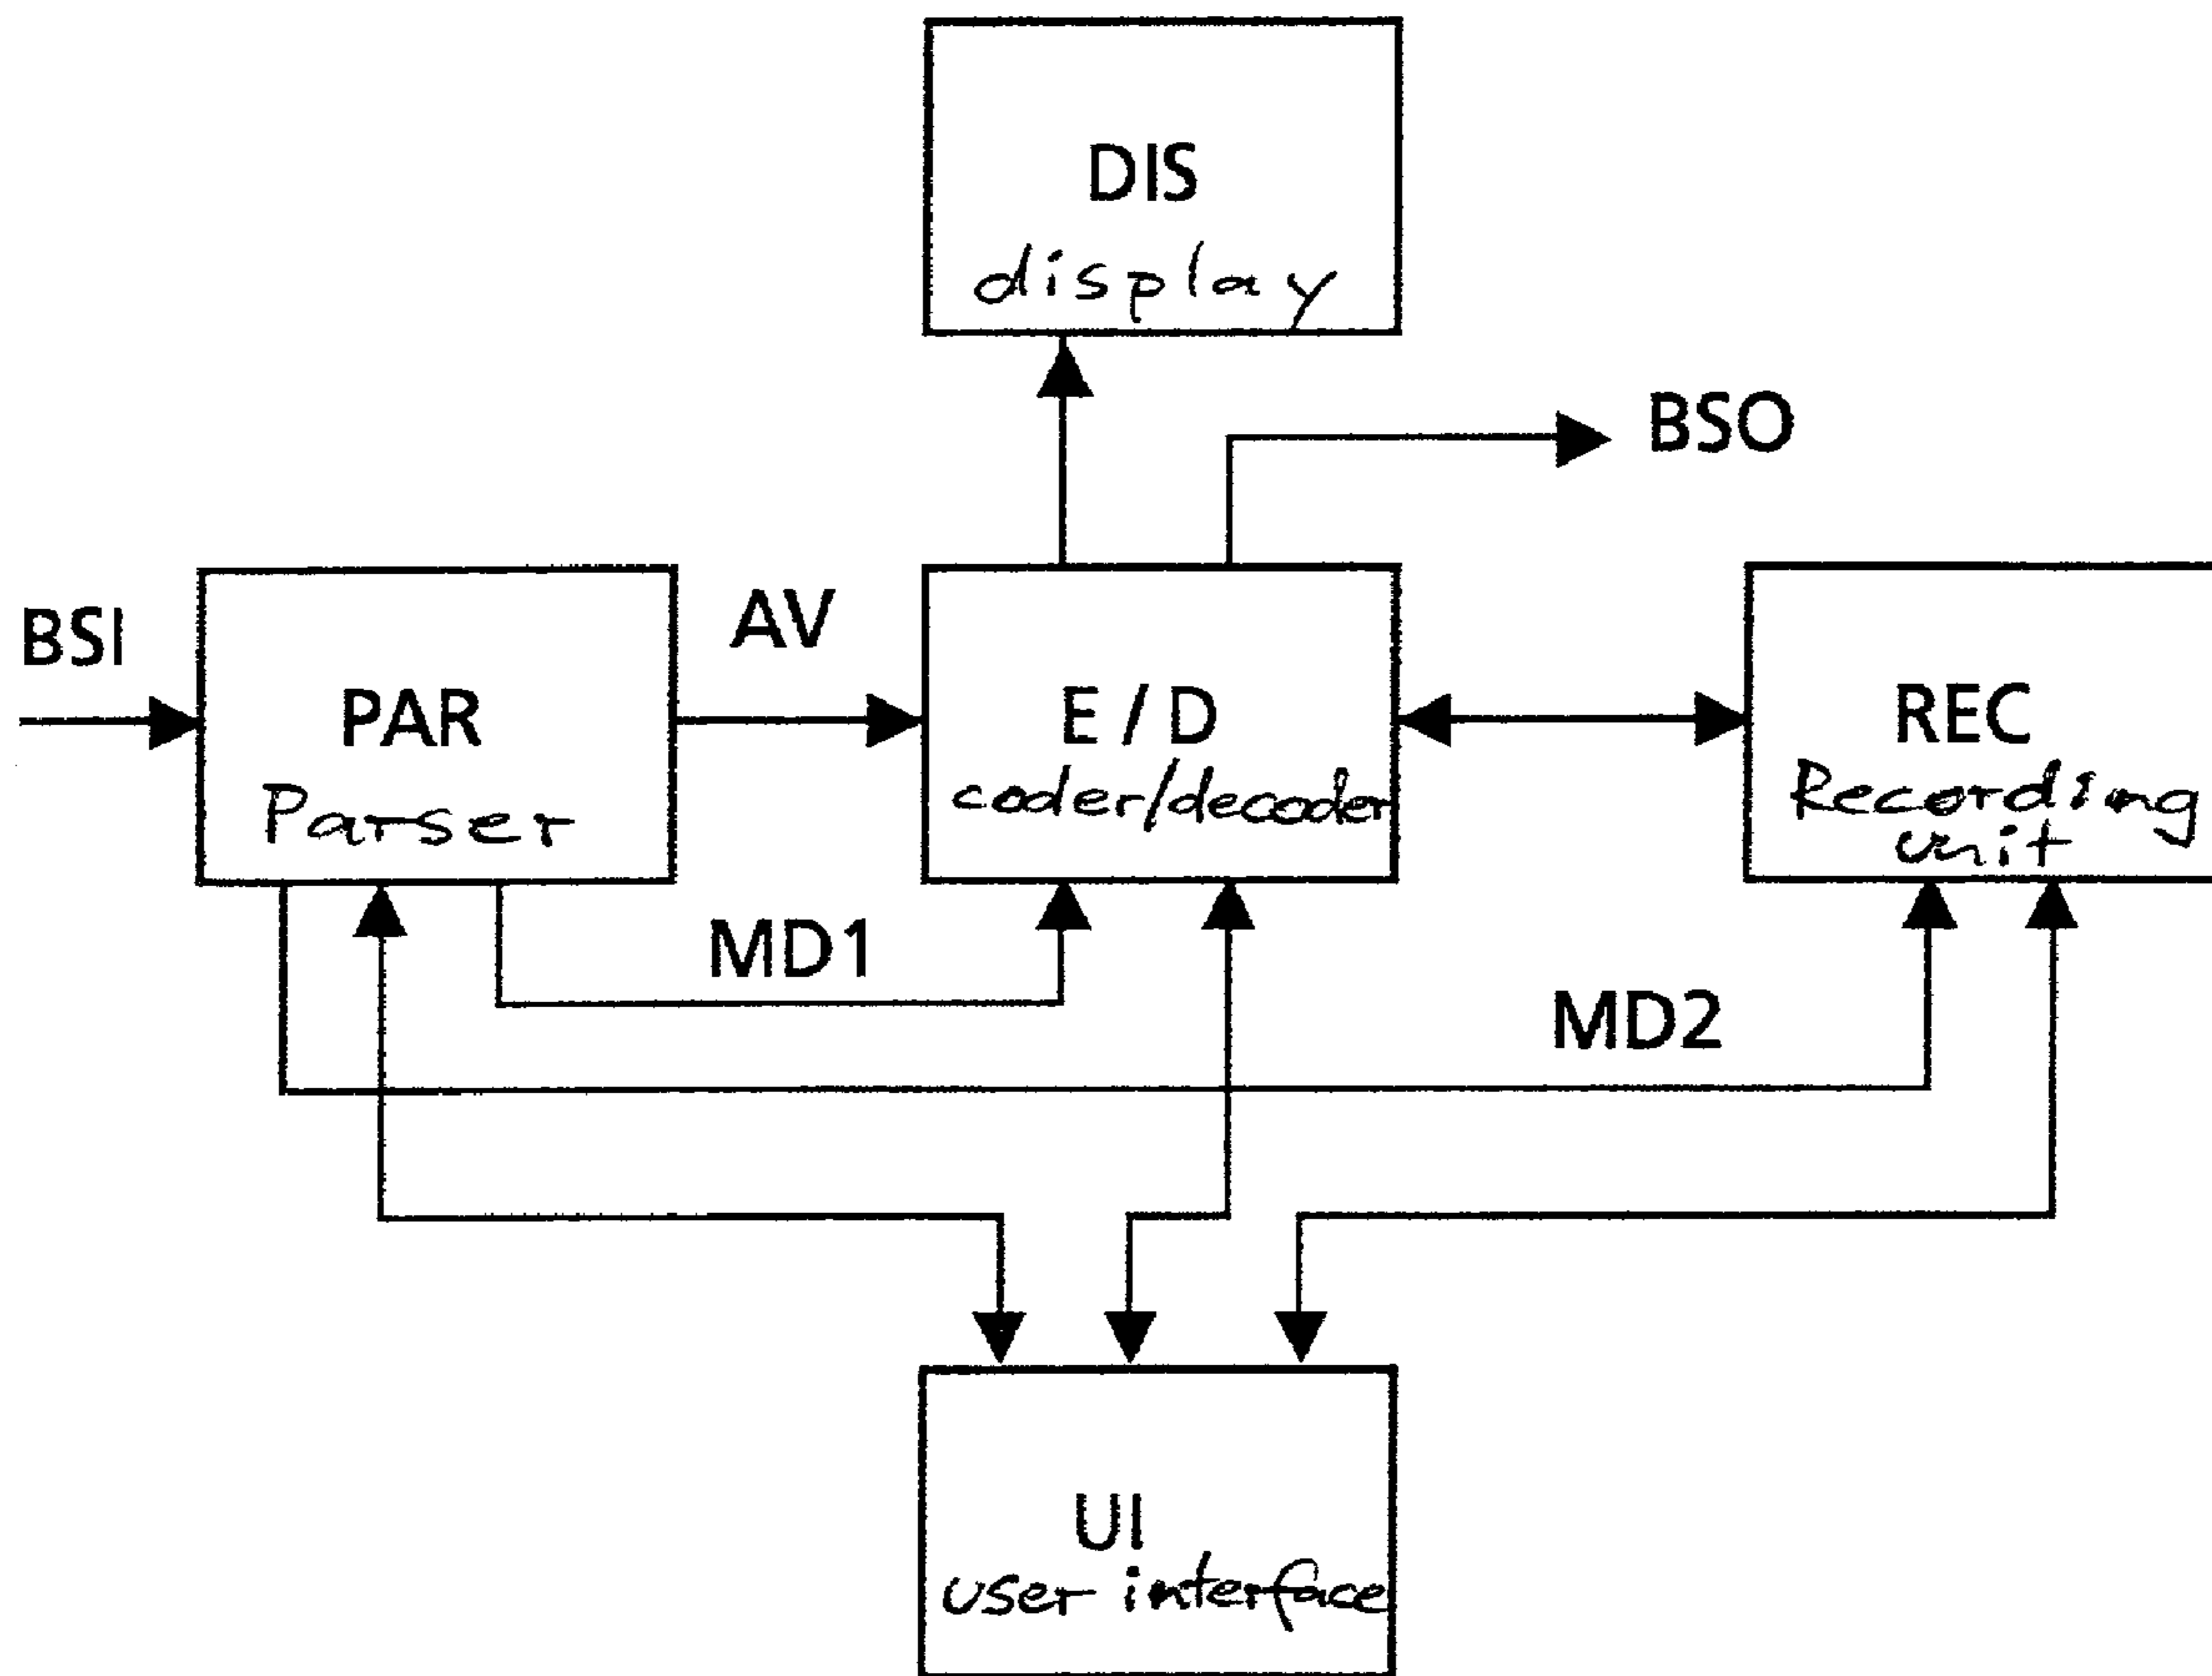 DIS
display
BSO
BSI
AV
PAR
Parser
E / D
coder/decoder
REC
Recording
unit
MD1
MD2
UI
user interface